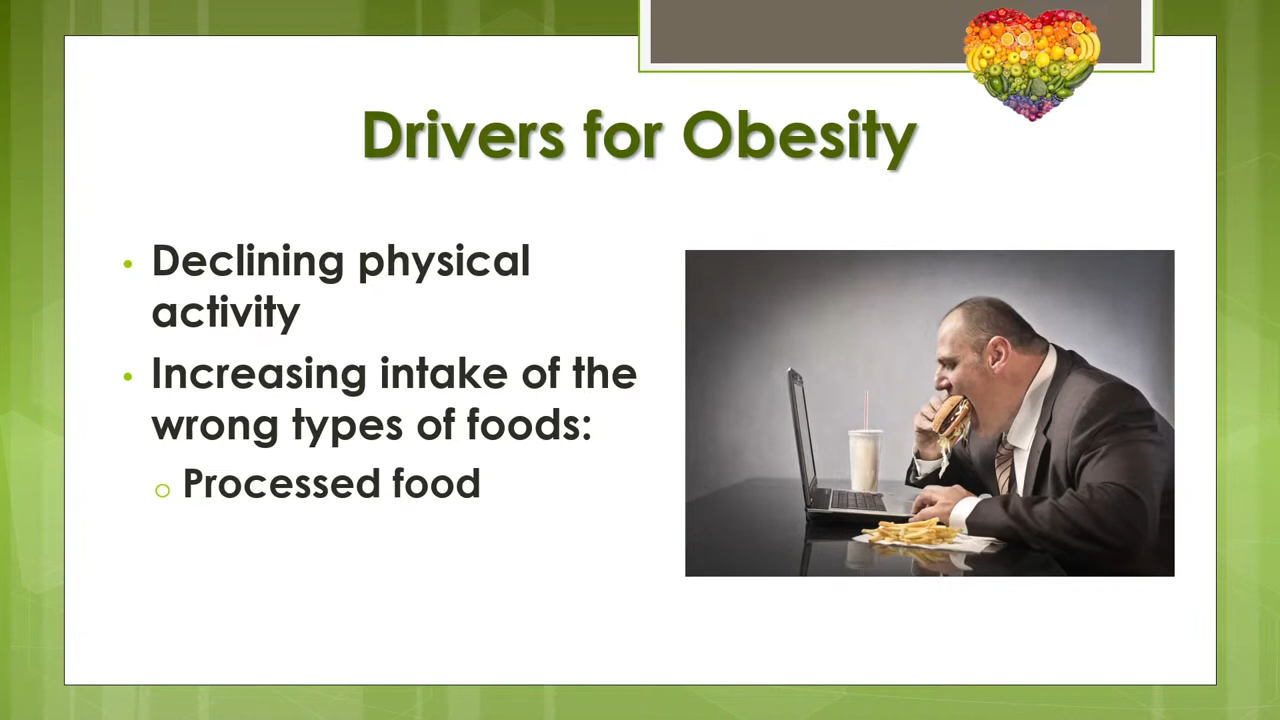 Drivers for Obesity
• Declining physical
activity
• Increasing intake of the
wrong types of foods:
o Processed food